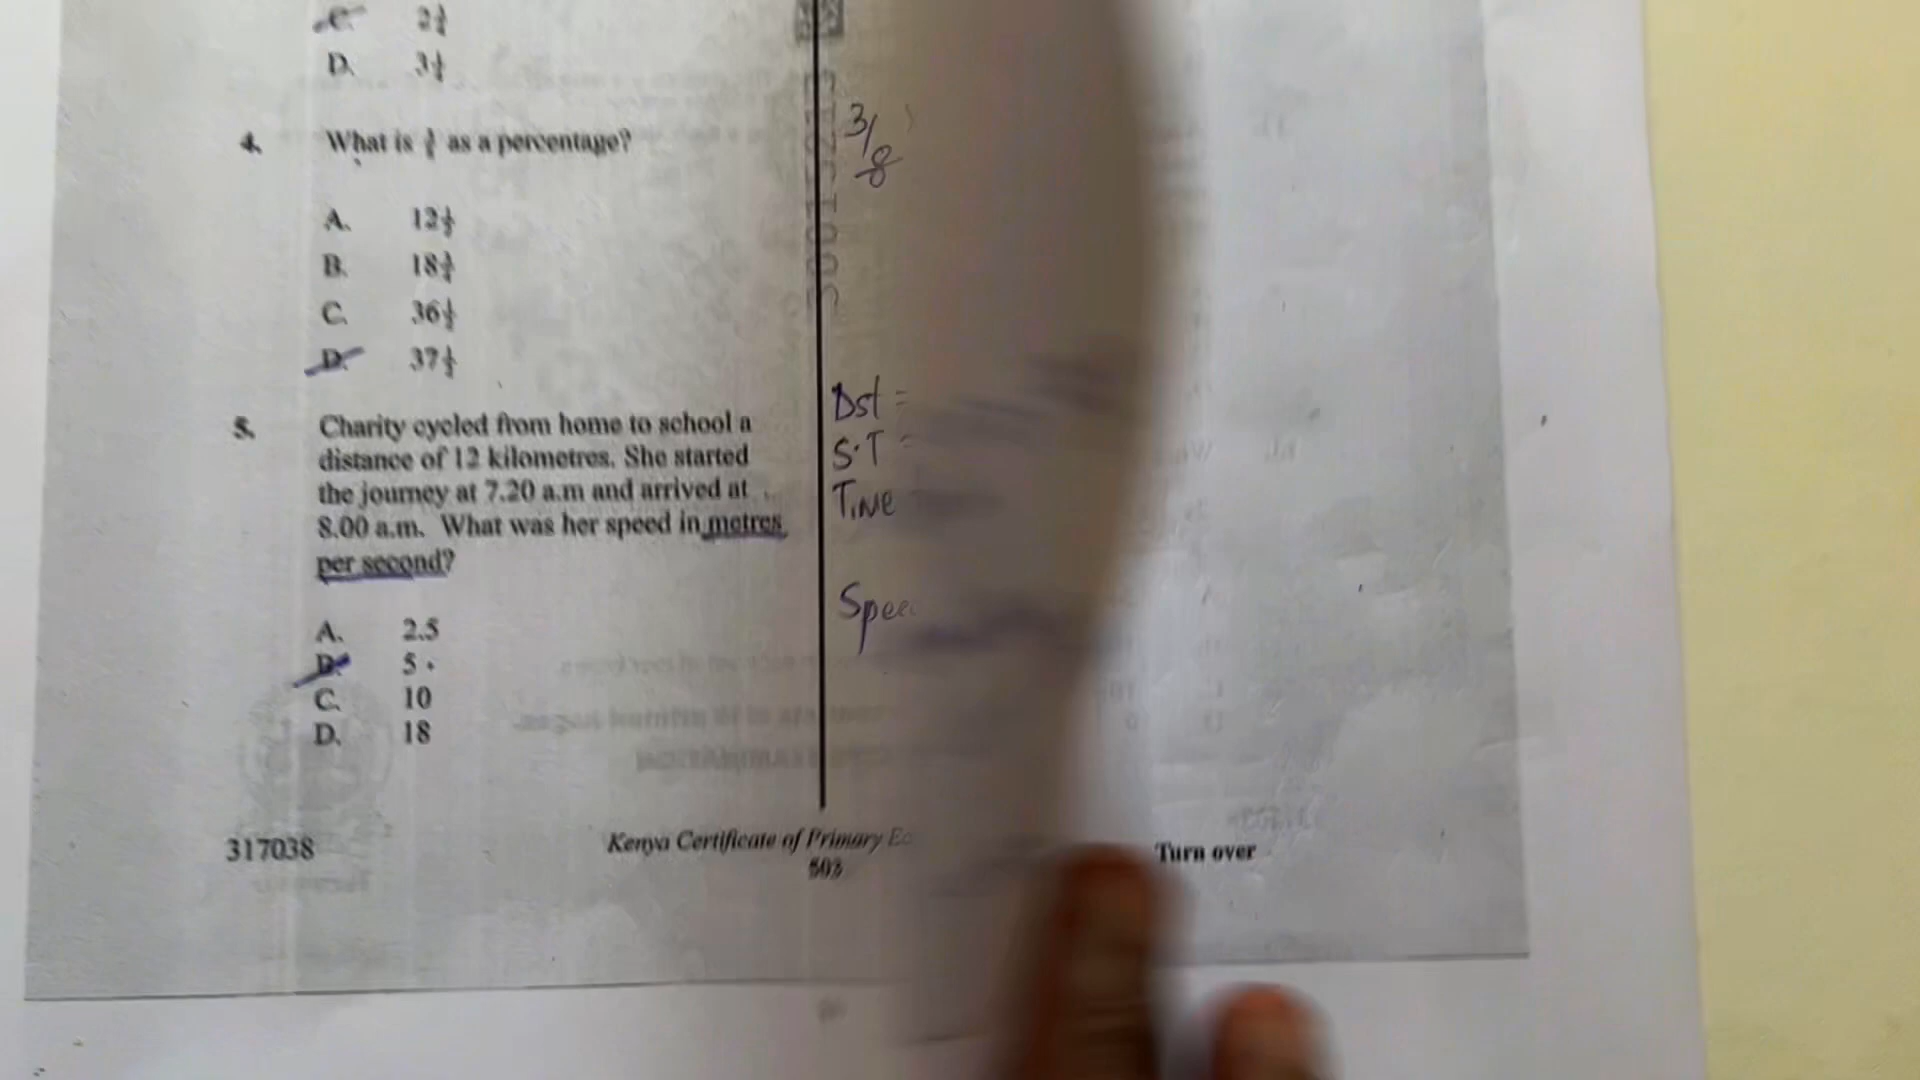 C. 2¼
D. 3¼
4. What is ⅜ as a percentage?
A. 12½
B. 18¾
C. 36½
D. 37½
5. Charity cycled from home to school a
distance of 12 kilometres. She started
the journey at 7.20 a.m and arrived at
8.00 a.m. What was her speed in metres
per second?
A. 2.5
B. 5
C. 10
D. 18
3/8
Dst =
S.T =
Time
Spee
317038
Kenya Certificate of Primary
503
Turn over